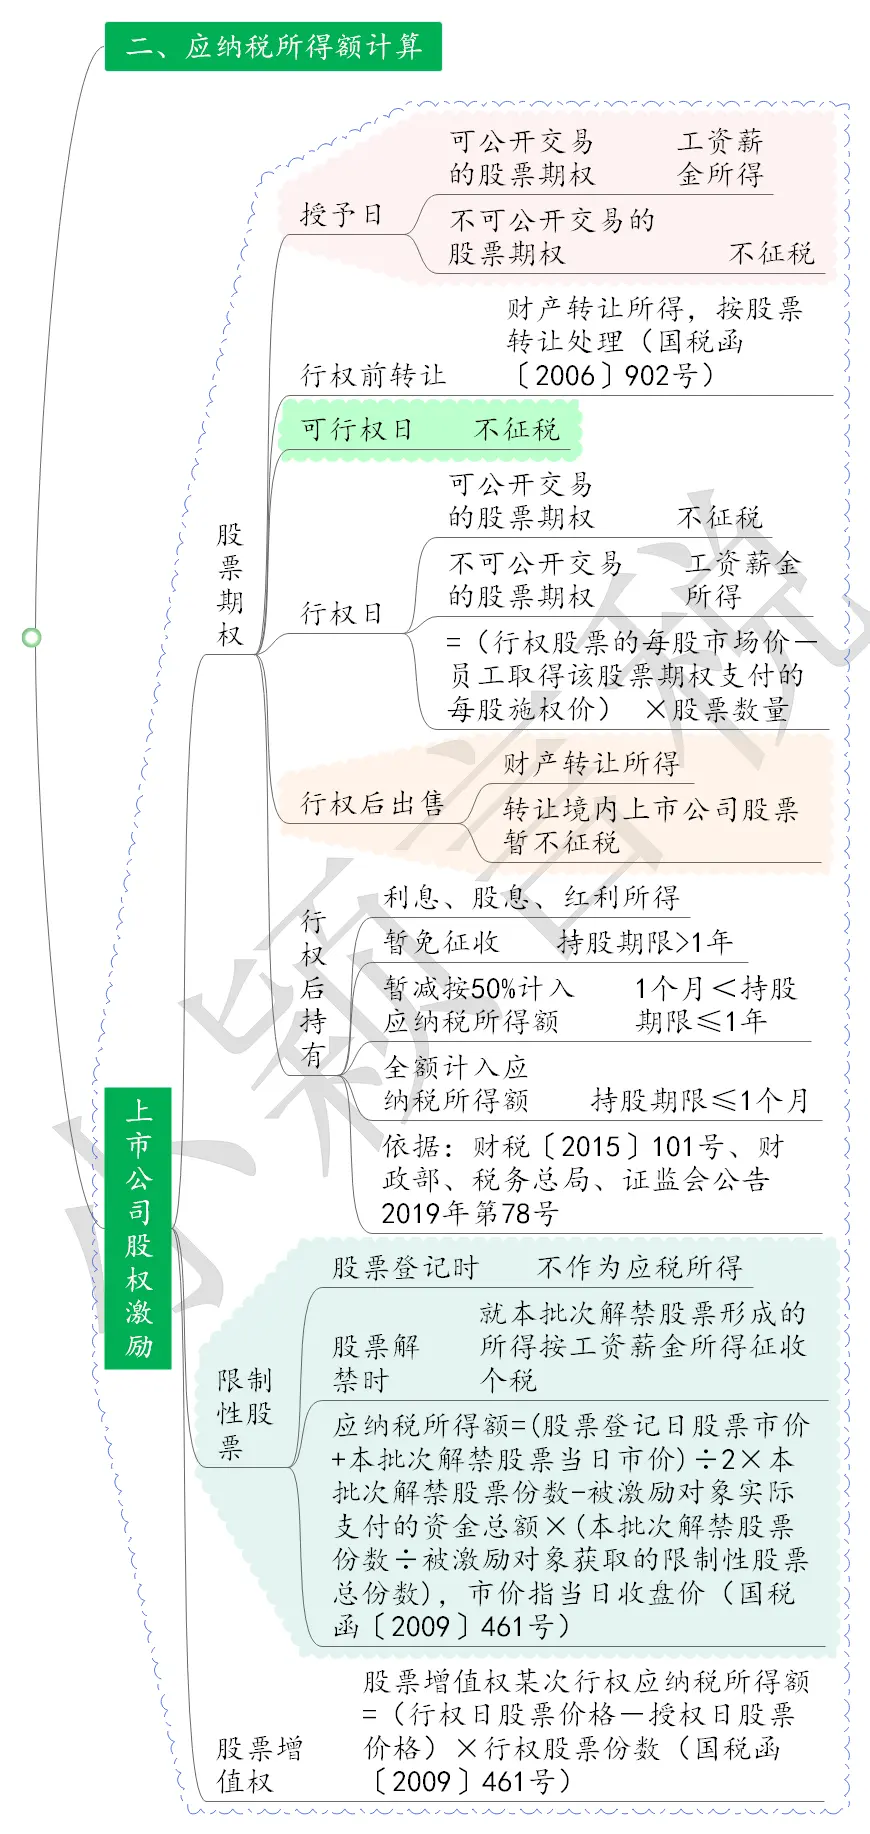 二、应纳税所得额计算
上市公司股权激励
股票期权
授予日
可公开交易
的股票期权
工资薪
金所得
不可公开交易的
股票期权
不征税
行权前转让
财产转让所得，按股票
转让处理（国税函
〔2006〕902号）
可行权日
不征税
行权日
可公开交易
的股票期权
不征税
不可公开交易
的股票期权
工资薪金
所得
=（行权股票的每股市场价－
员工取得该股票期权支付的
每股施权价）×股票数量
行权后出售
财产转让所得
转让境内上市公司股票
暂不征税
行权后持有
利息、股息、红利所得
暂免征收
持股期限>1年
暂减按50%计入
应纳税所得额
1个月＜持股
期限≤1年
全额计入应
纳税所得额
持股期限≤1个月
依据：财税〔2015〕101号、财
政部、税务总局、证监会公告
2019年第78号
限制
性股
票
股票登记时
不作为应税所得
股票解
禁时
就本批次解禁股票形成的
所得按工资薪金所得征收
个税
应纳税所得额=(股票登记日股票市价
+本批次解禁股票当日市价)÷2×本
批次解禁股票份数-被激励对象实际
支付的资金总额×(本批次解禁股票
份数÷被激励对象获取的限制性股票
总份数)，市价指当日收盘价（国税
函〔2009〕461号）
股票增
值权
股票增值权某次行权应纳税所得额
=（行权日股票价格－授权日股票
价格）×行权股票份数（国税函
〔2009〕461号）
小颖言税